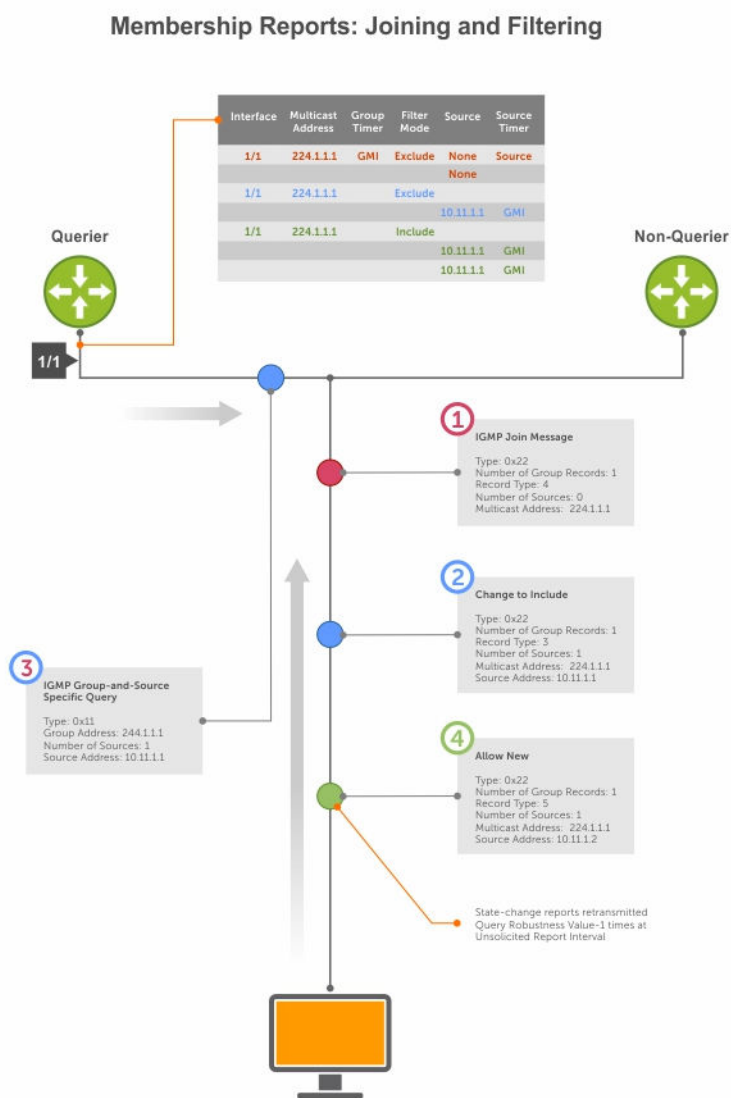 Membership Reports: Joining and Filtering
Interface Multicast Address Group Timer Filter Mode Source Source Timer
1/1 224.1.1.1 GMI Exclude None Source
None
1/1 224.1.1.1 Exclude
10.11.1.1 GMI
1/1 224.1.1.1 Include
10.11.1.1 GMI
10.11.1.1 GMI
Querier
Non-Querier
1/1
1
IGMP Join Message
Type: 0x22
Number of Group Records: 1
Record Type: 4
Number of Sources: 0
Multicast Address: 224.1.1.1
2
Change to Include
Type: 0x22
Number of Group Records: 1
Record Type: 3
Number of Sources: 1
Multicast Address: 224.1.1.1
Source Address: 10.11.1.1
3
IGMP Group-and-Source
Specific Query
Type: 0x11
Group Address: 244.1.1.1
Number of Sources: 1
Source Address: 10.11.1.1
4
Allow New
Type: 0x22
Number of Group Records: 1
Record Type: 5
Number of Sources: 1
Multicast Address: 224.1.1.1
Source Address: 10.11.1.2
State-change reports retransmitted
Query Robustness Value-1 times at
Unsolicited Report Interval